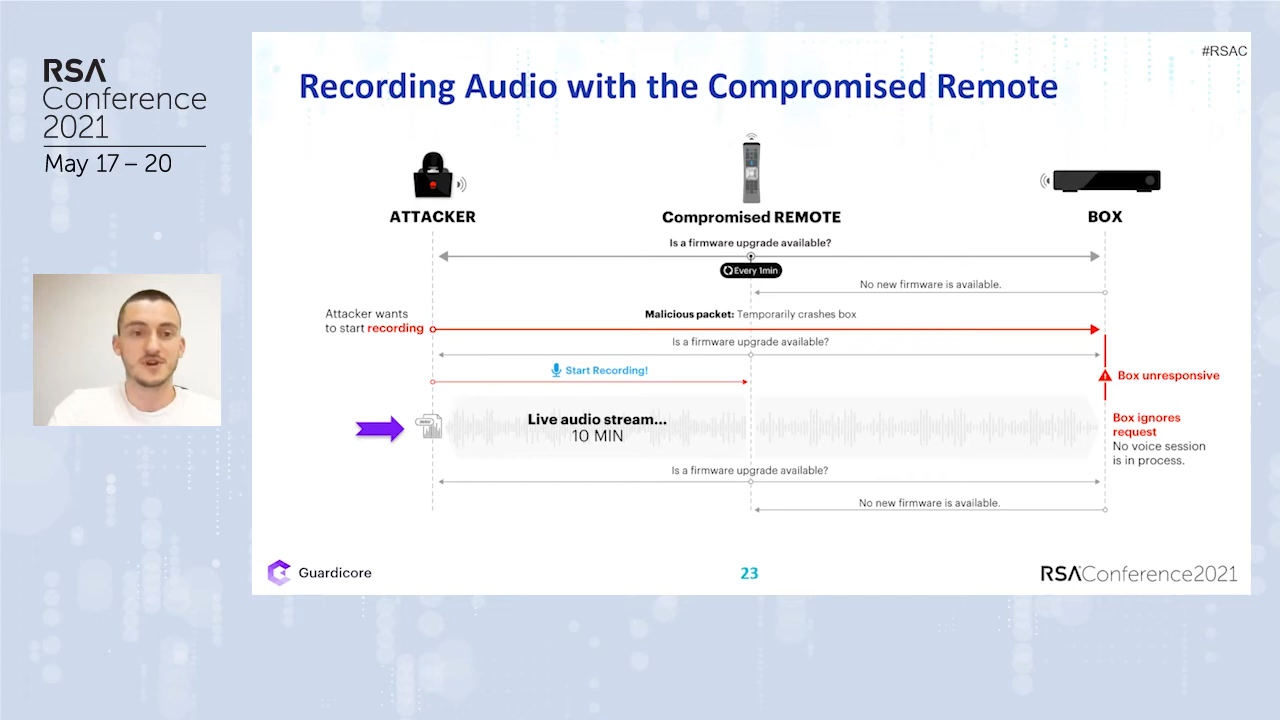 RSA
Conference
2021
May 17 – 20
#RSAC
Recording Audio with the Compromised Remote
ATTACKER
Compromised REMOTE
BOX
Is a firmware upgrade available?
Every 1min
No new firmware is available.
Attacker wants
to start recording
Malicious packet: Temporarily crashes box
Is a firmware upgrade available?
Start Recording!
Box unresponsive
Live audio stream...
10 MIN
Box ignores
request
No voice session
is in process.
Is a firmware upgrade available?
No new firmware is available.
Guardicore
23
RSAConference2021